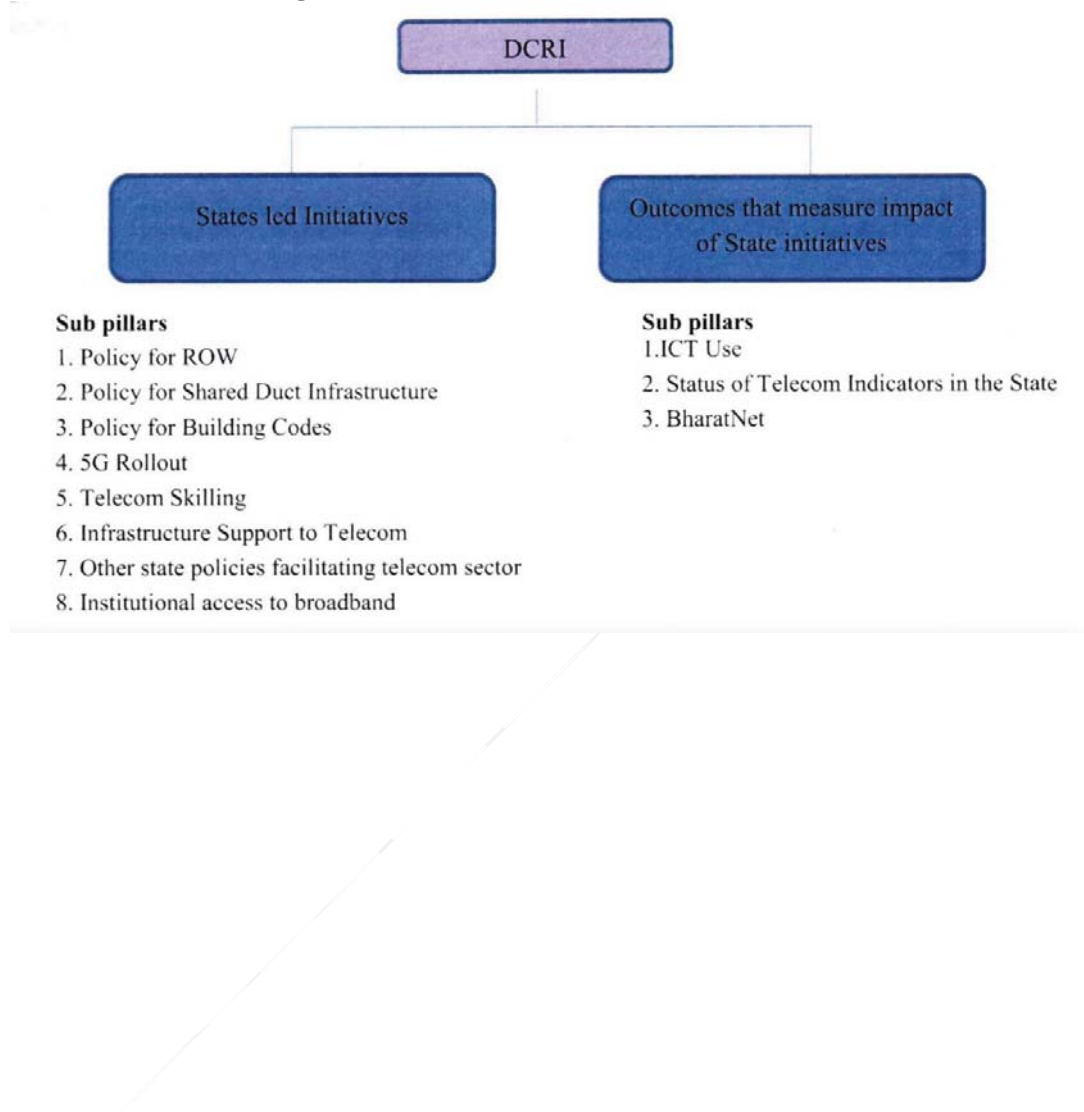 DCRI
States led Initiatives
Outcomes that measure impact
of State initiatives
Sub pillars
1. Policy for ROW
2. Policy for Shared Duct Infrastructure
3. Policy for Building Codes
4. 5G Rollout
5. Telecom Skilling
6. Infrastructure Support to Telecom
7. Other state policies facilitating telecom sector
8. Institutional access to broadband
Sub pillars
1.ICT Use
2. Status of Telecom Indicators in the State
3. BharatNet